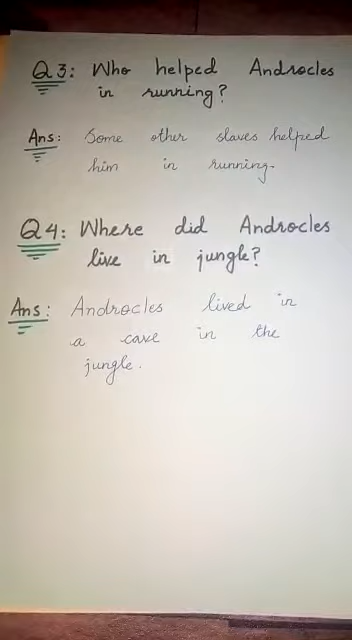 Q3: Who helped Androcles
in running?
Ans: Some other slaves helped
him in running.
Q4: Where did Androcles
live in jungle?
Ans: Androcles lived in
a cave in the
jungle.